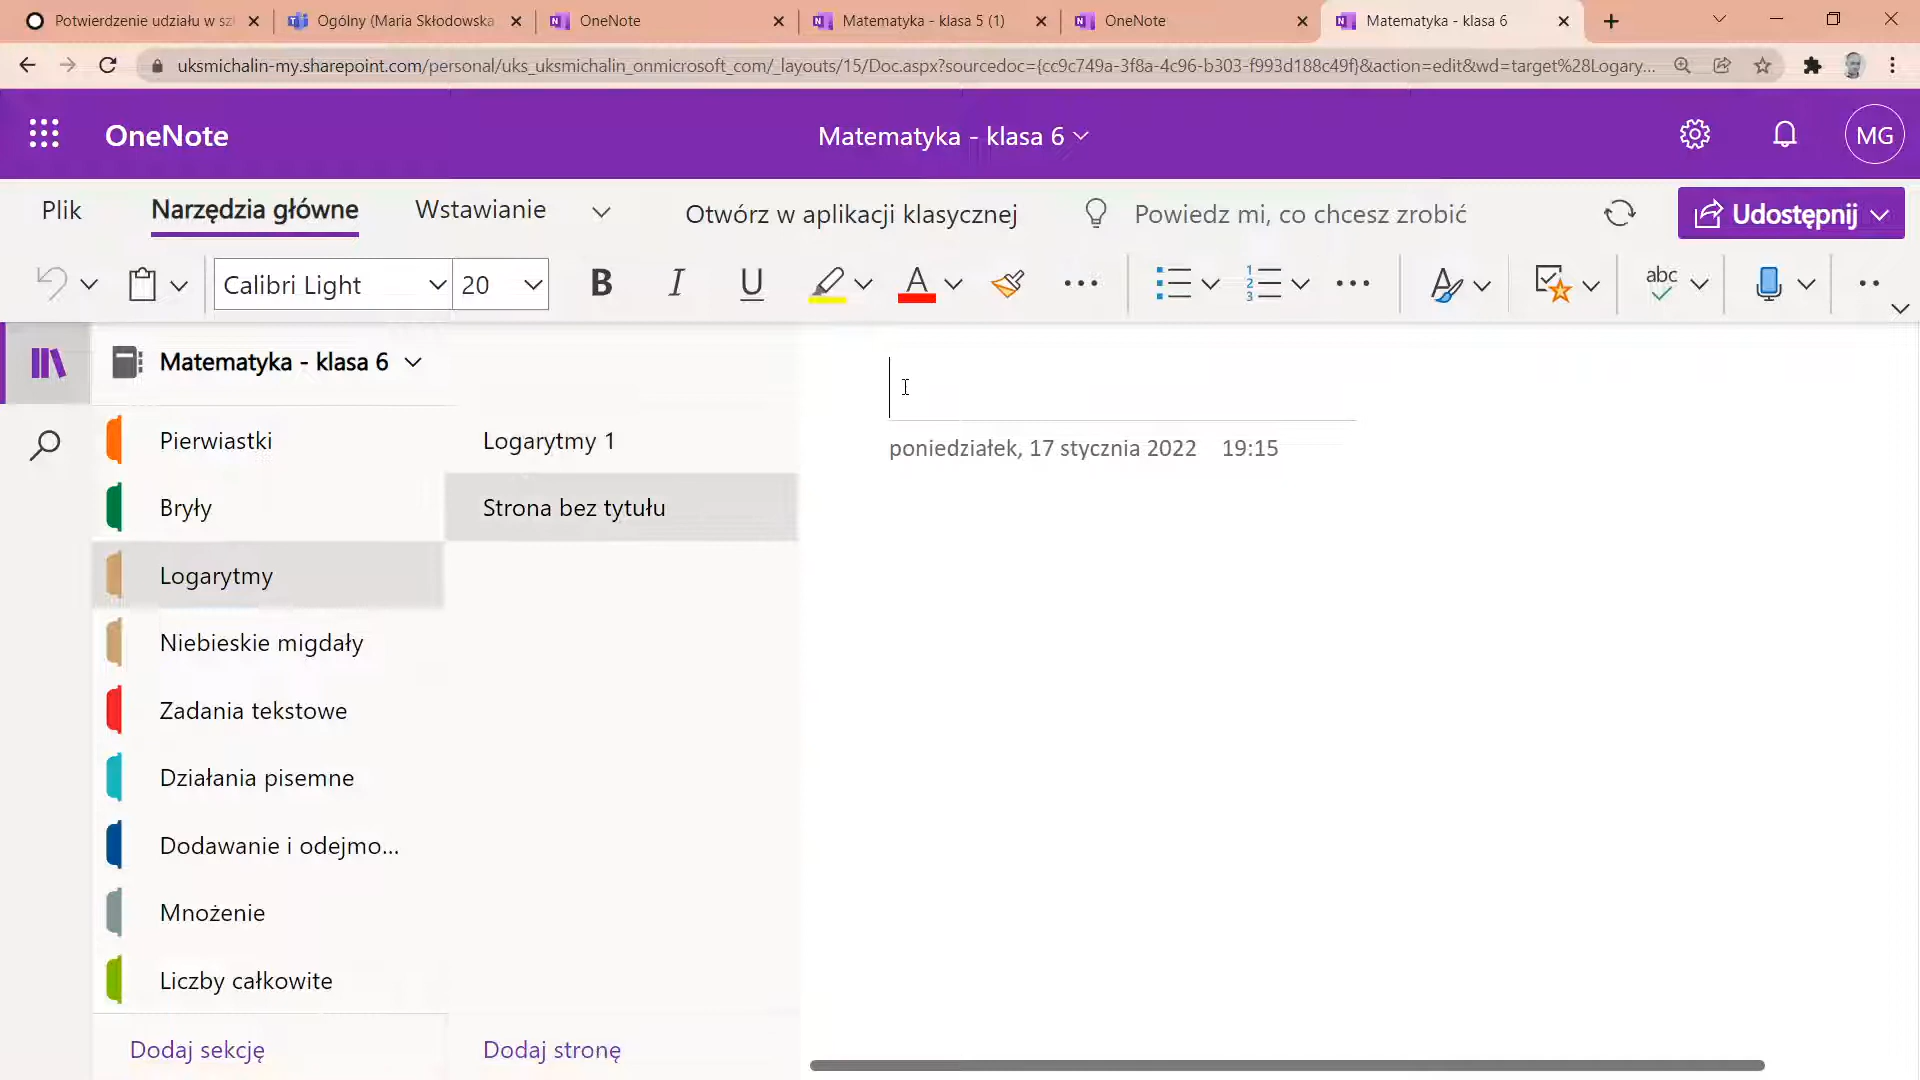 Potwierdzenie udziału w sz
Ogólny (Maria Skłodowska
OneNote
Matematyka - klasa 5 (1)
OneNote
Matematyka - klasa 6
uksmichalin-my.sharepoint.com/personal/uks_uksmichalin_onmicrosoft_com/_layouts/15/Doc.aspx?sourcedoc={cc9c749a-3f8a-4c96-b303-f993d188c49f}&action=edit&wd=target%28Logary...
OneNote
Matematyka - klasa 6
MG
Plik
Narzędzia główne
Wstawianie
Otwórz w aplikacji klasycznej
Powiedz mi, co chcesz zrobić
Udostępnij
Calibri Light
20
B
I
U
A
1
2
3
abc
Matematyka - klasa 6
Pierwiastki
Bryły
Logarytmy
Niebieskie migdały
Zadania tekstowe
Działania pisemne
Dodawanie i odejmo...
Mnożenie
Liczby całkowite
Dodaj sekcję
Logarytmy 1
Strona bez tytułu
Dodaj stronę
poniedziałek, 17 stycznia 2022 19:15